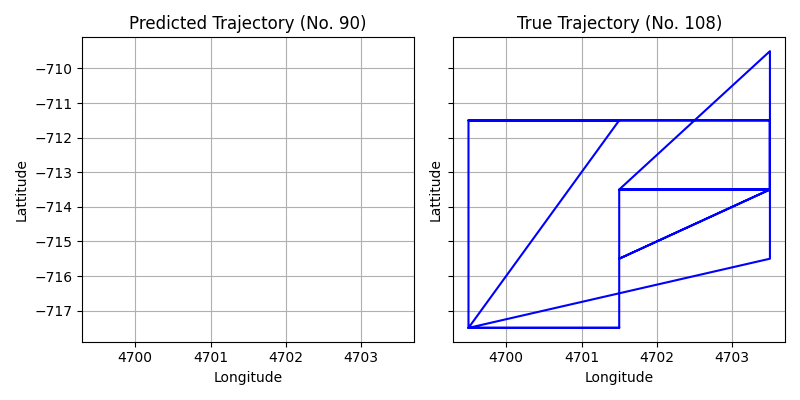 Predicted Trajectory (No. 90)
True Trajectory (No. 108)
−710
−711
−712
−713
−714
−715
−716
−717
Lattitude
Lattitude
4700 4701 4702 4703
4700 4701 4702 4703
Longitude
Longitude